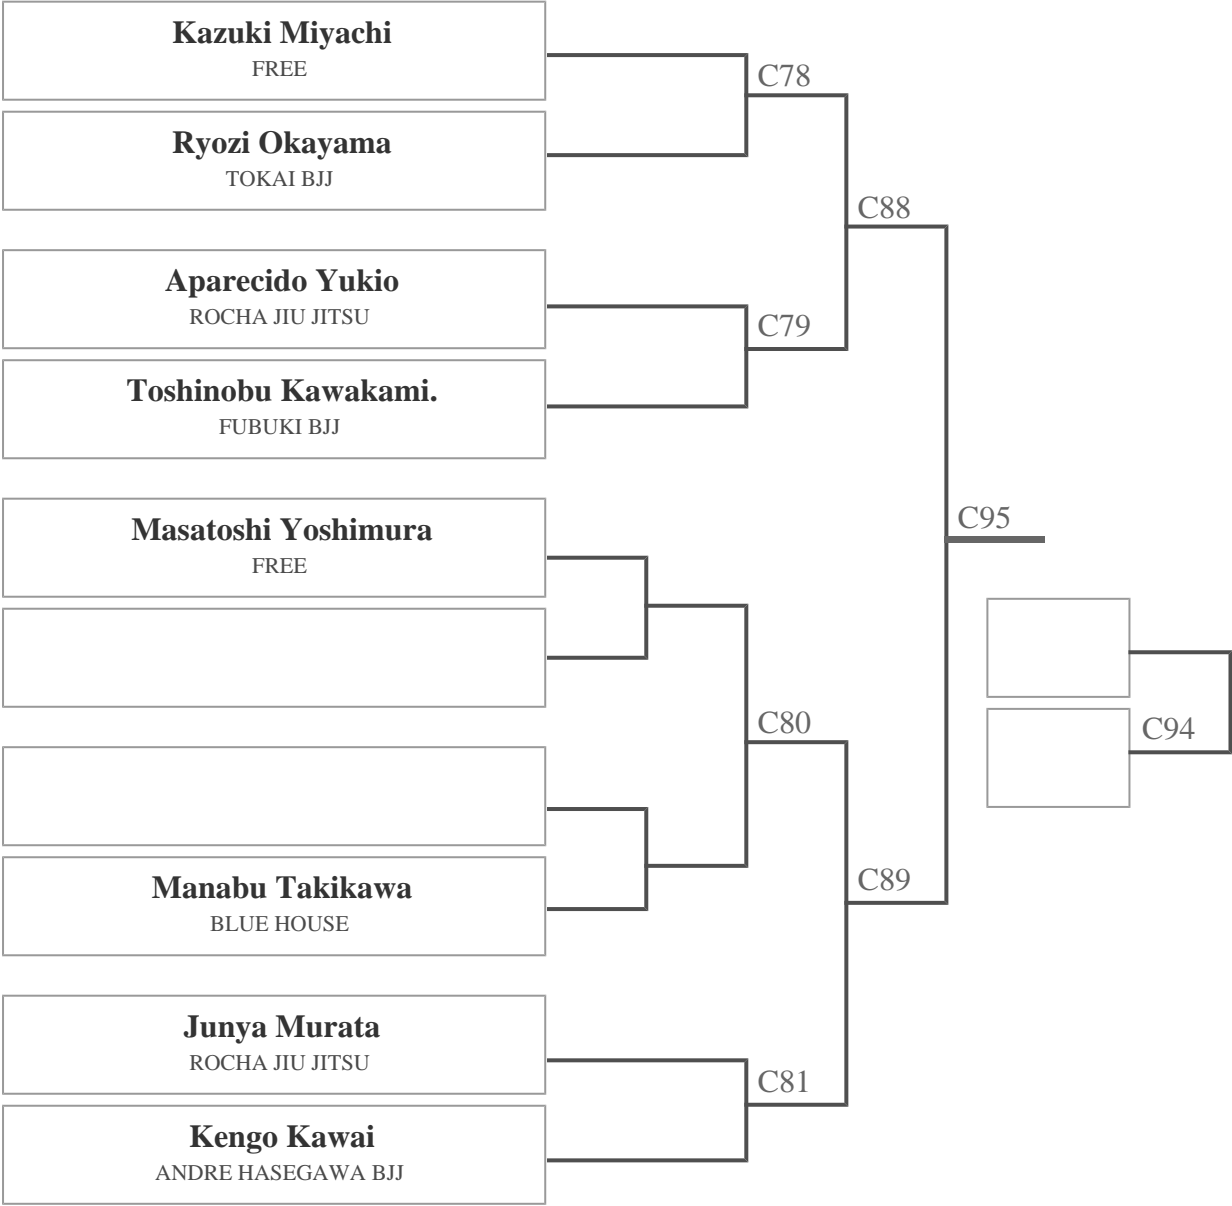 Kazuki Miyachi
FREE
C78
Ryozi Okayama
TOKAI BJJ
C88
Aparecido Yukio
ROCHA JIU JITSU
C79
Toshinobu Kawakami.
FUBUKI BJJ
Masatoshi Yoshimura
FREE
C95
C80
C94
Manabu Takikawa
BLUE HOUSE
C89
Junya Murata
ROCHA JIU JITSU
C81
Kengo Kawai
ANDRE HASEGAWA BJJ